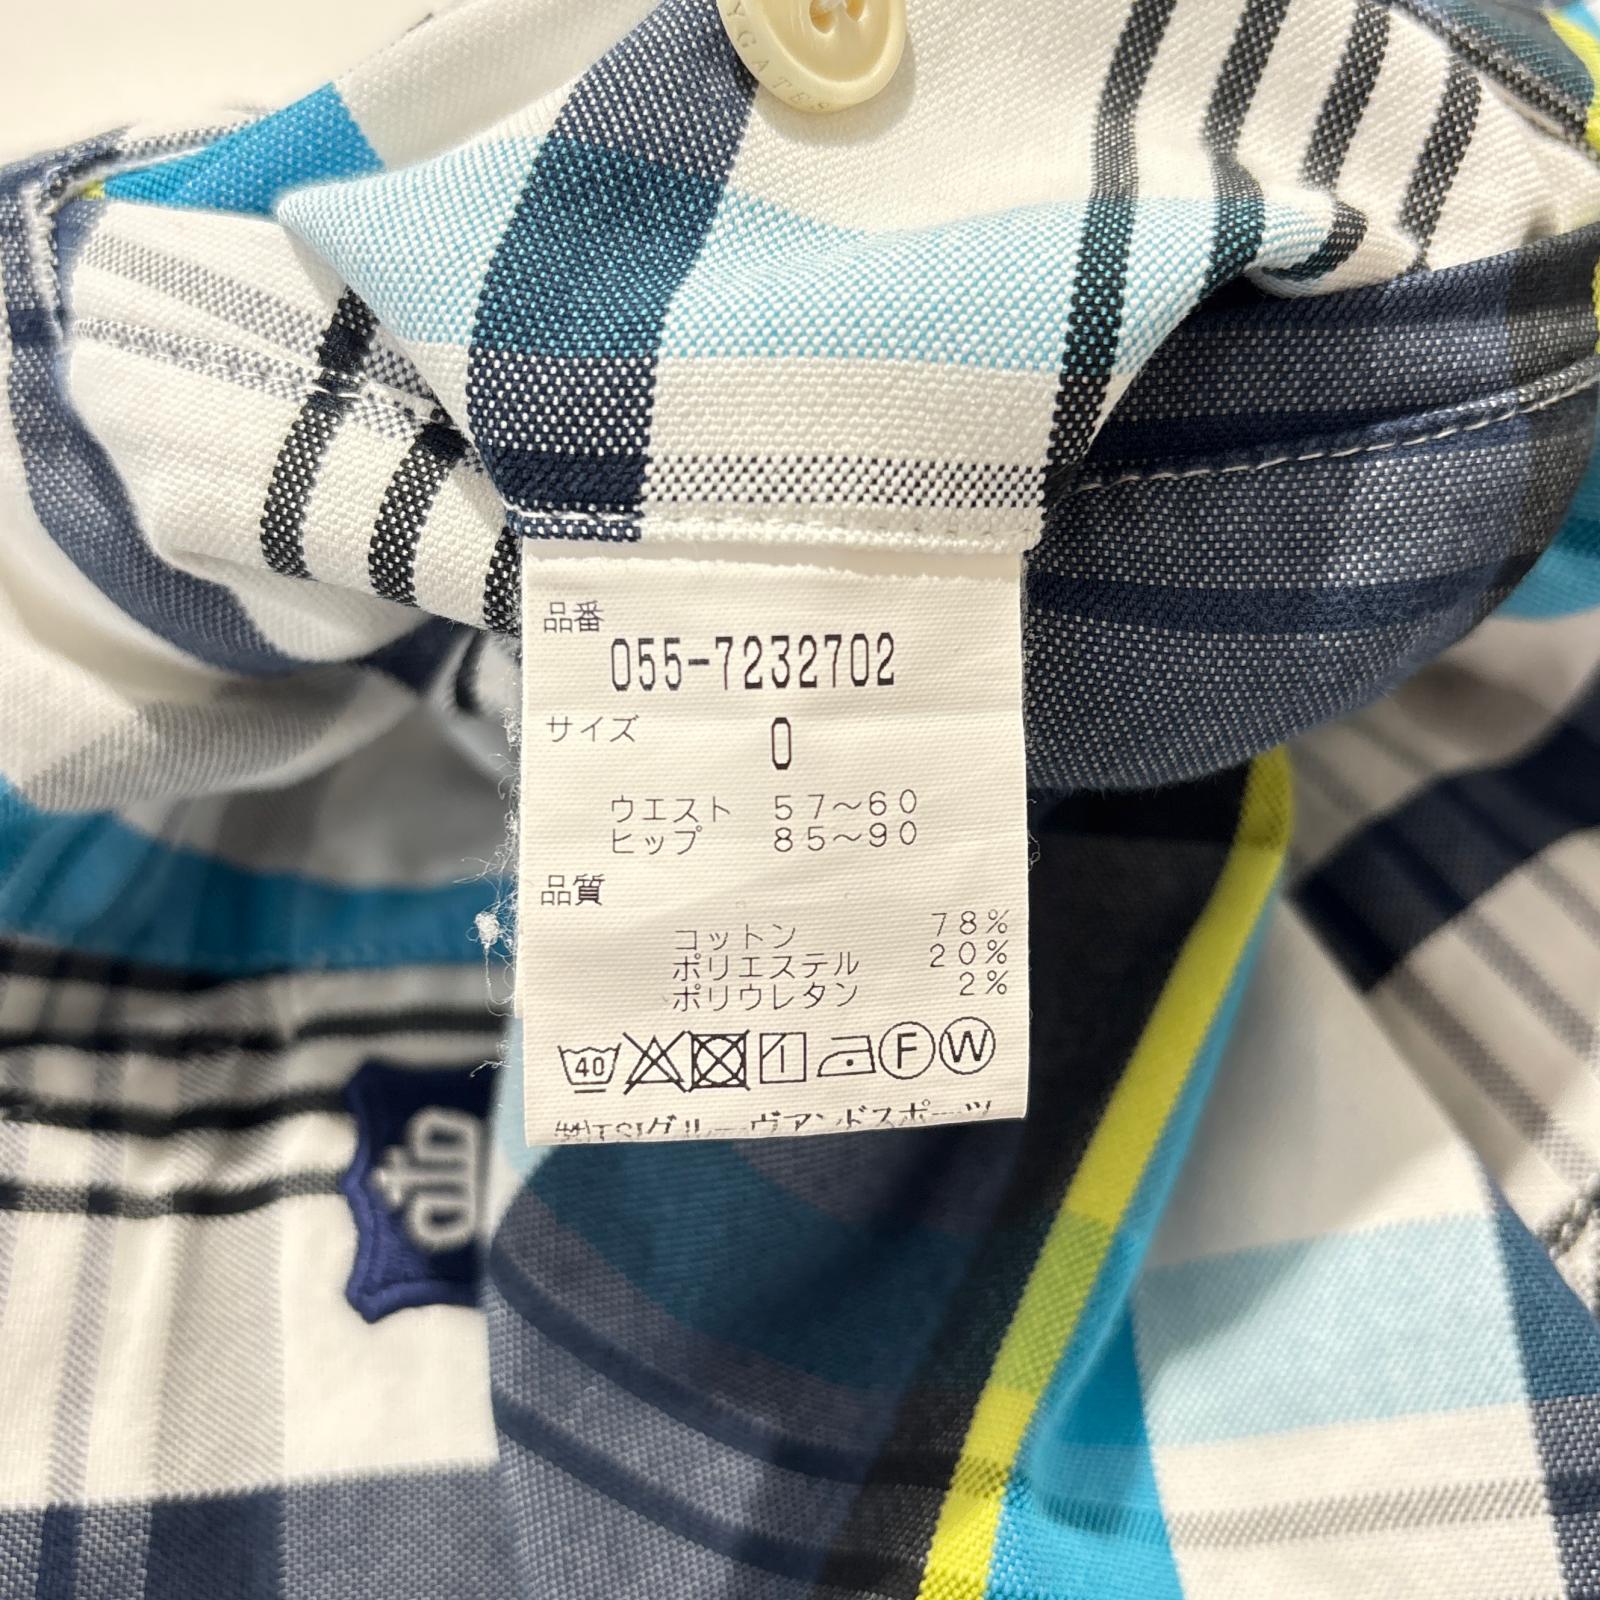 YGATES
品番
055-7232702
サイズ 0
ウエスト 57～60
ヒップ 85～90
品質
コットン 78%
ポリエステル 20%
ポリウレタン 2%
40 1 F W
㈱TSIグルーヴアンドスポーツ